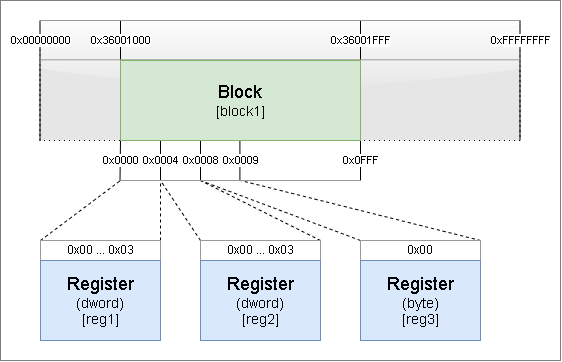 0x00000000 0x36001000 0x36001FFF 0xFFFFFFFF
Block
[block1]
0x0000 0x0004 0x0008 0x0009 0x0FFF
0x00 ... 0x03 0x00 ... 0x03 0x00
Register Register Register
(dword) (dword) (byte)
[reg1] [reg2] [reg3]